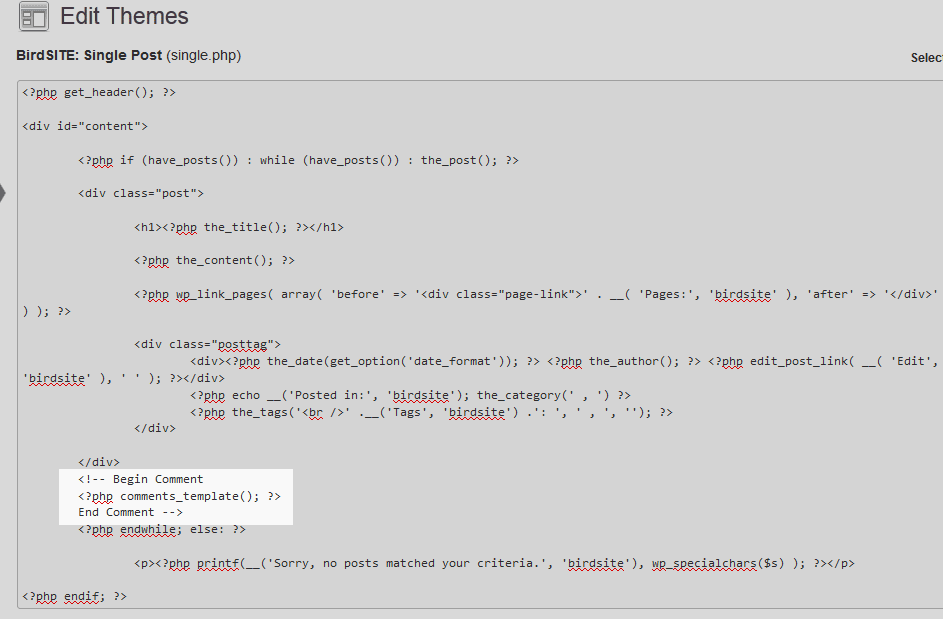 Edit Themes
BirdSITE: Single Post (single.php)
Selec
<?php get_header(); ?>
<div id="content">
<?php if (have_posts()) : while (have_posts()) : the_post(); ?>
<div class="post">
<h1><?php the_title(); ?></h1>
<?php the_content(); ?>
<?php wp_link_pages( array( 'before' => '<div class="page-link">' . __( 'Pages:', 'birdsite' ), 'after' => '</div>'
) ); ?>
<div class="posttag">
<div><?php the_date(get_option('date_format')); ?> <?php the_author(); ?> <?php edit_post_link( __( 'Edit',
'birdsite' ), ' ' ); ?></div>
<?php echo __('Posted in:', 'birdsite'); the_category(' , ') ?>
<?php the_tags('<br />' .__('Tags', 'birdsite') .': ', ' , ', ''); ?>
</div>
</div>
<!-- Begin Comment
<?php comments_template(); ?>
End Comment -->
<?php endwhile; else: ?>
<p><?php printf(__('Sorry, no posts matched your criteria.', 'birdsite'), wp_specialchars($s) ); ?></p>
<?php endif; ?>